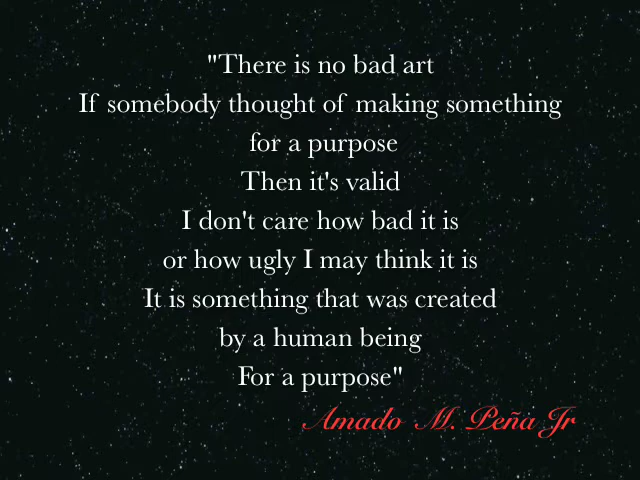 "There is no bad art
If somebody thought of making something
for a purpose
Then it's valid
I don't care how bad it is
or how ugly I may think it is
It is something that was created
by a human being
For a purpose"
Amado M. Peña Jr